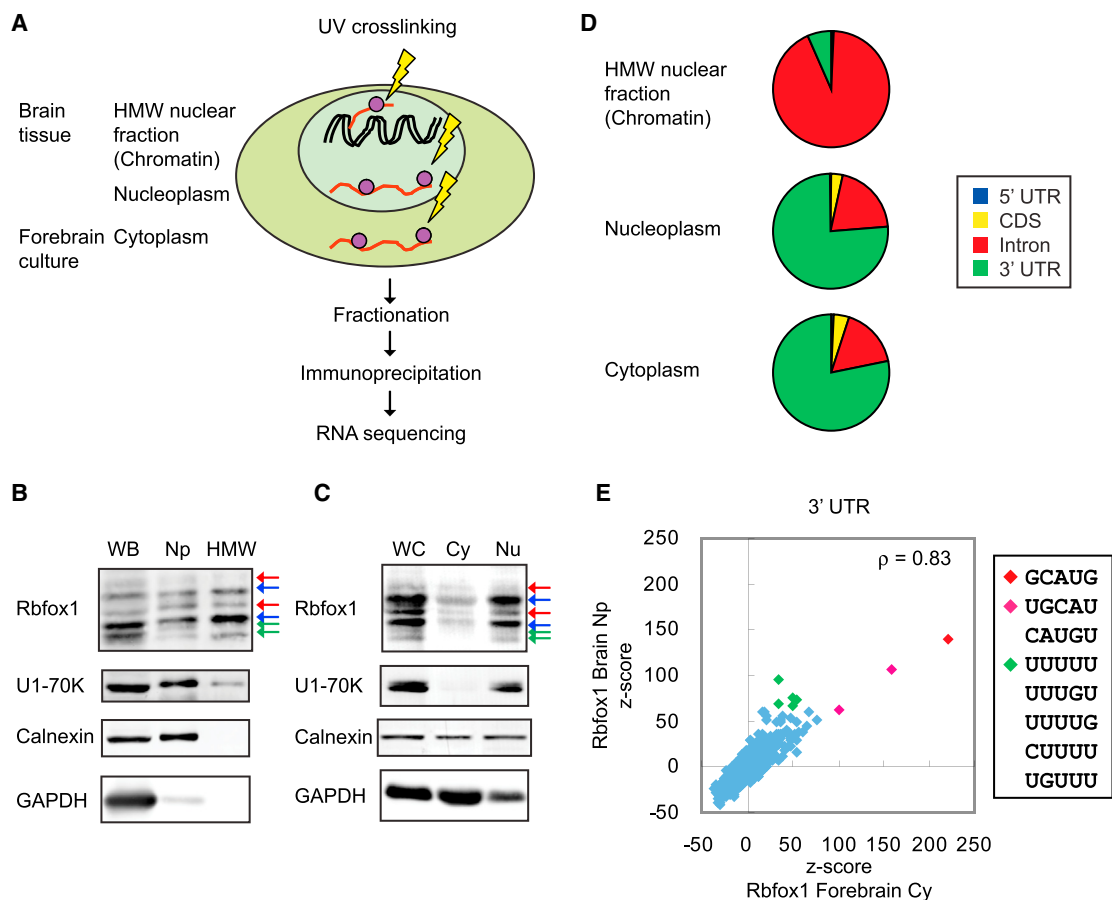 A
UV crosslinking
Brain
tissue
HMW nuclear
fraction
(Chromatin)
Nucleoplasm
Forebrain
culture
Cytoplasm
Fractionation
Immunoprecipitation
RNA sequencing
B
WB Np HMW
Rbfox1
U1-70K
Calnexin
GAPDH
C
WC Cy Nu
Rbfox1
U1-70K
Calnexin
GAPDH
D
HMW nuclear
fraction
(Chromatin)
Nucleoplasm
Cytoplasm
5' UTR
CDS
Intron
3' UTR
E
3' UTR
ρ = 0.83
Rbfox1 Brain Np
z-score
250
200
150
100
50
0
-50
-50 0 50 100 150 200 250
z-score
Rbfox1 Forebrain Cy
GCAUG
UGCAU
CAUGU
UUUUU
UUUGU
UUUUG
CUUUU
UGUUU